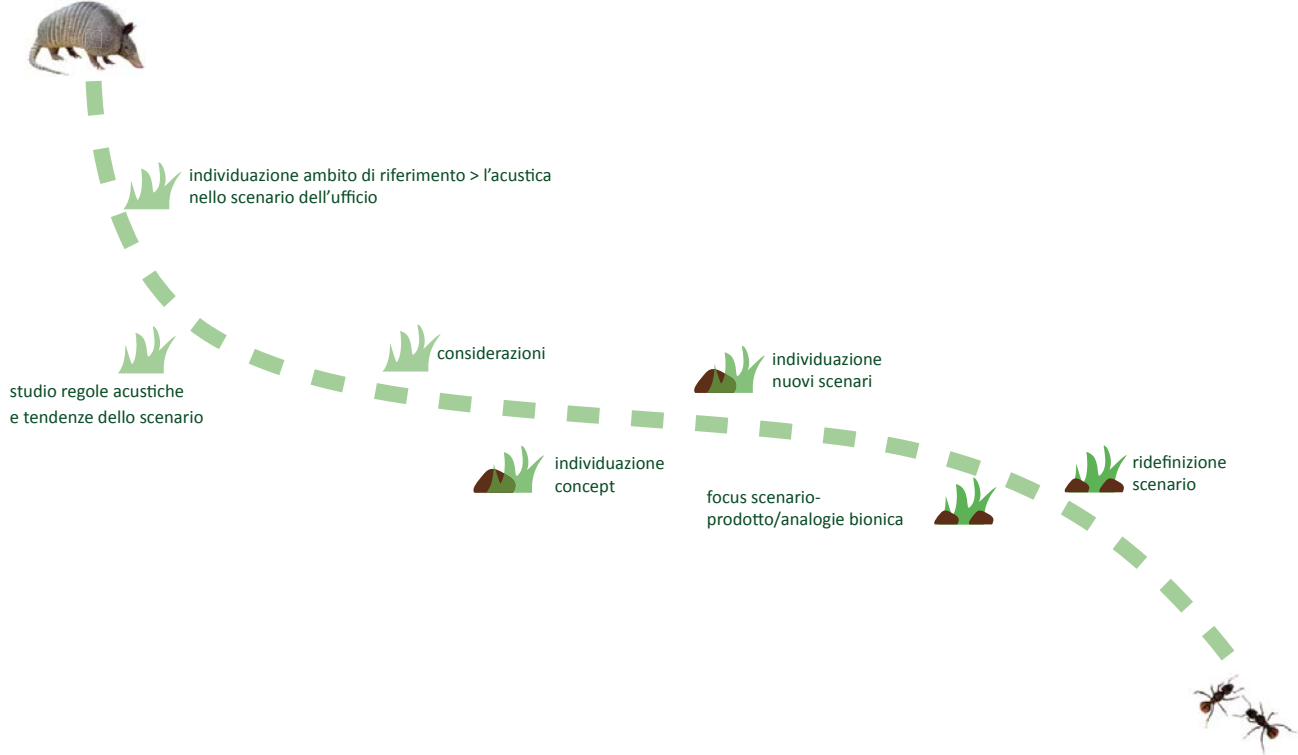 individuazione ambito di riferimento > l'acustica
nello scenario dell'ufficio
studio regole acustiche
e tendenze dello scenario
considerazioni
individuazione
concept
individuazione
nuovi scenari
focus scenario-
prodotto/analogie bionica
ridefinizione
scenario